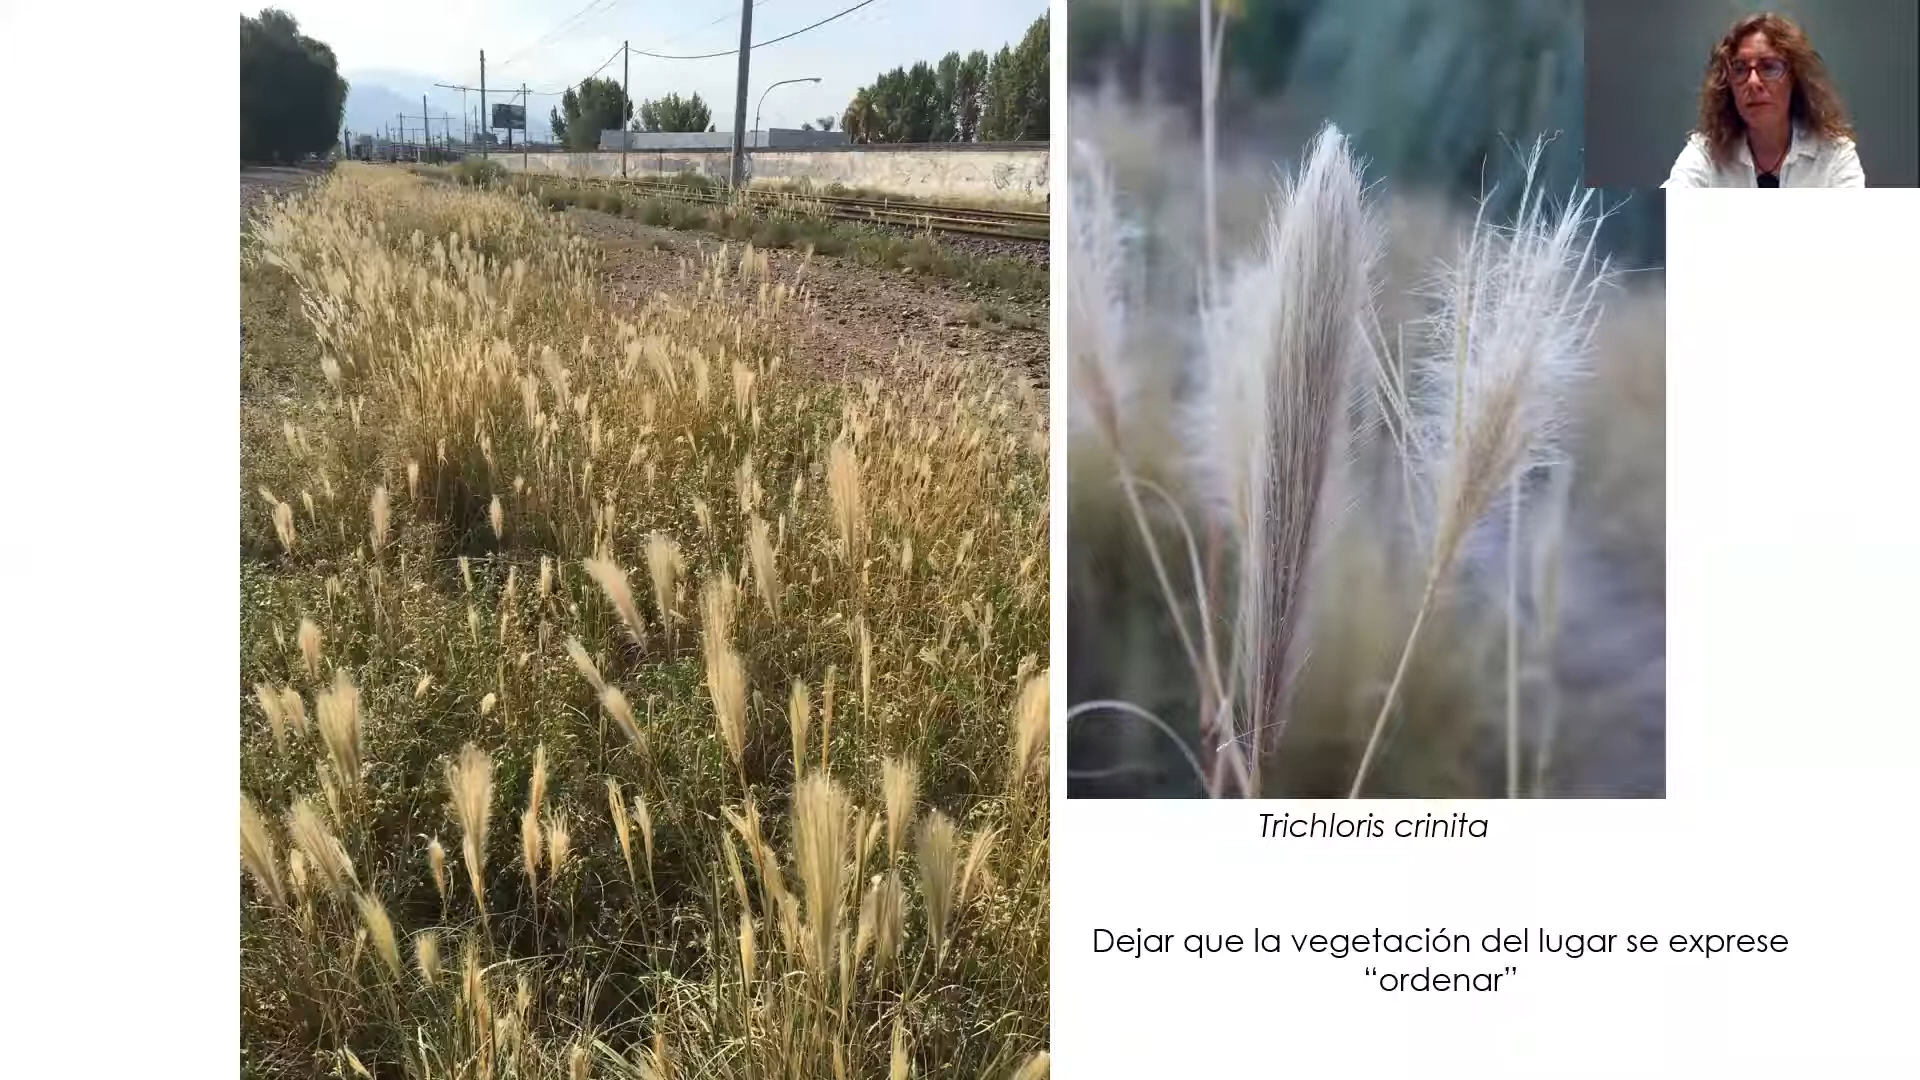 Trichloris crinita
Dejar que la vegetación del lugar se exprese
“ordenar”